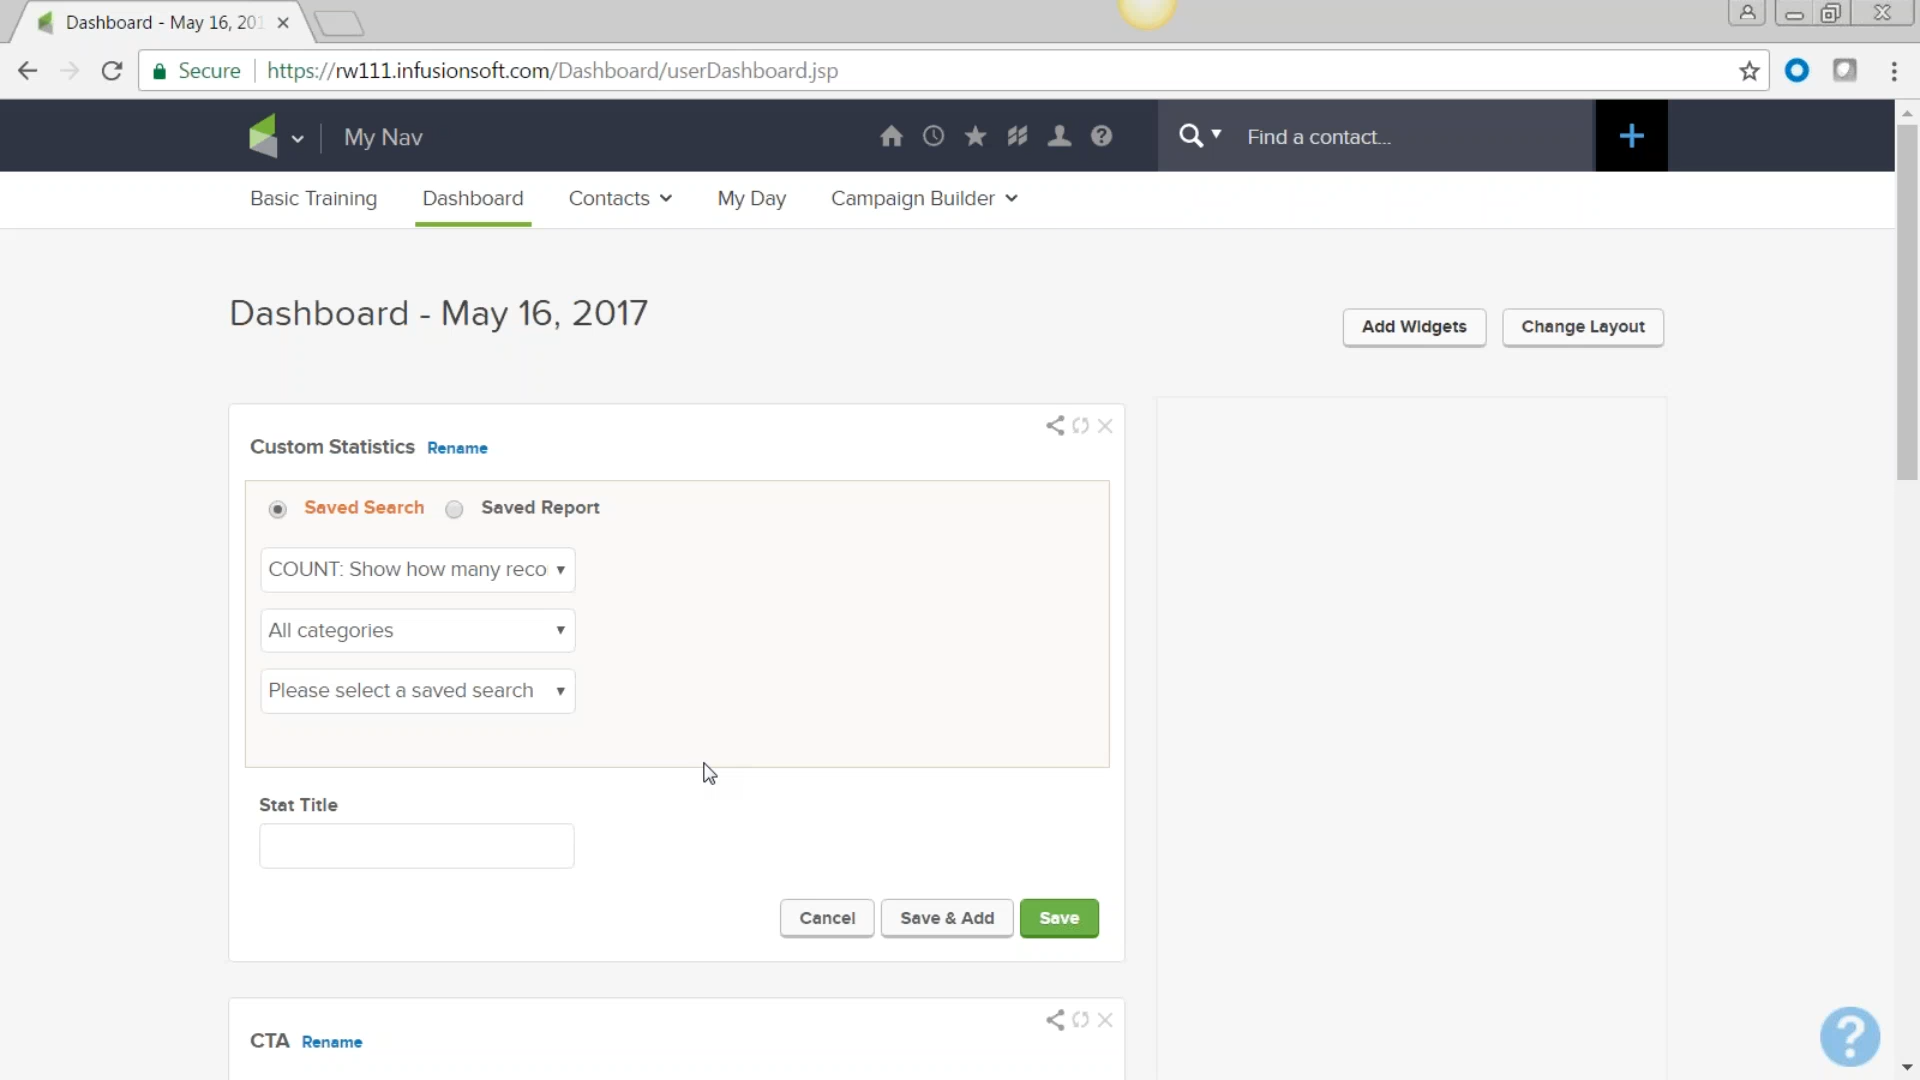 Dashboard - May 16, 201
Secure https://rw111.infusionsoft.com/Dashboard/userDashboard.jsp
My Nav Find a contact...
Basic Training Dashboard Contacts My Day Campaign Builder
Dashboard - May 16, 2017
Add Widgets Change Layout
Custom Statistics Rename
Saved Search Saved Report
COUNT: Show how many reco
All categories
Please select a saved search
Stat Title
Cancel Save & Add Save
CTA Rename